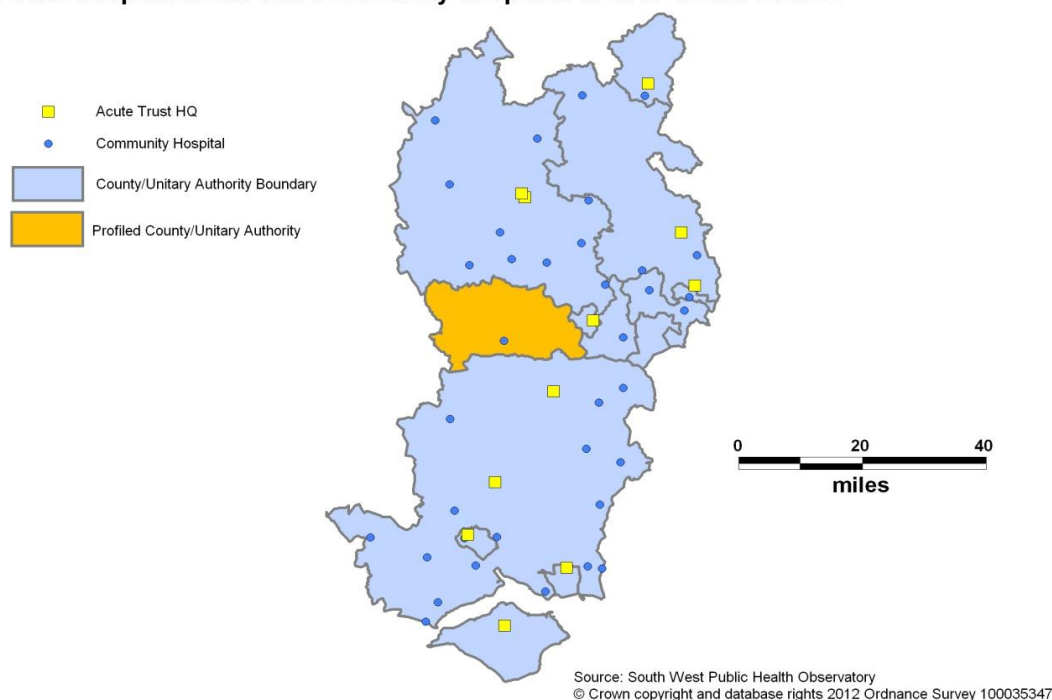 Acute Trust HQ
Community Hospital
County/Unitary Authority Boundary
Profiled County/Unitary Authority
0 20 40
miles
Source: South West Public Health Observatory
© Crown copyright and database rights 2012 Ordnance Survey 100035347